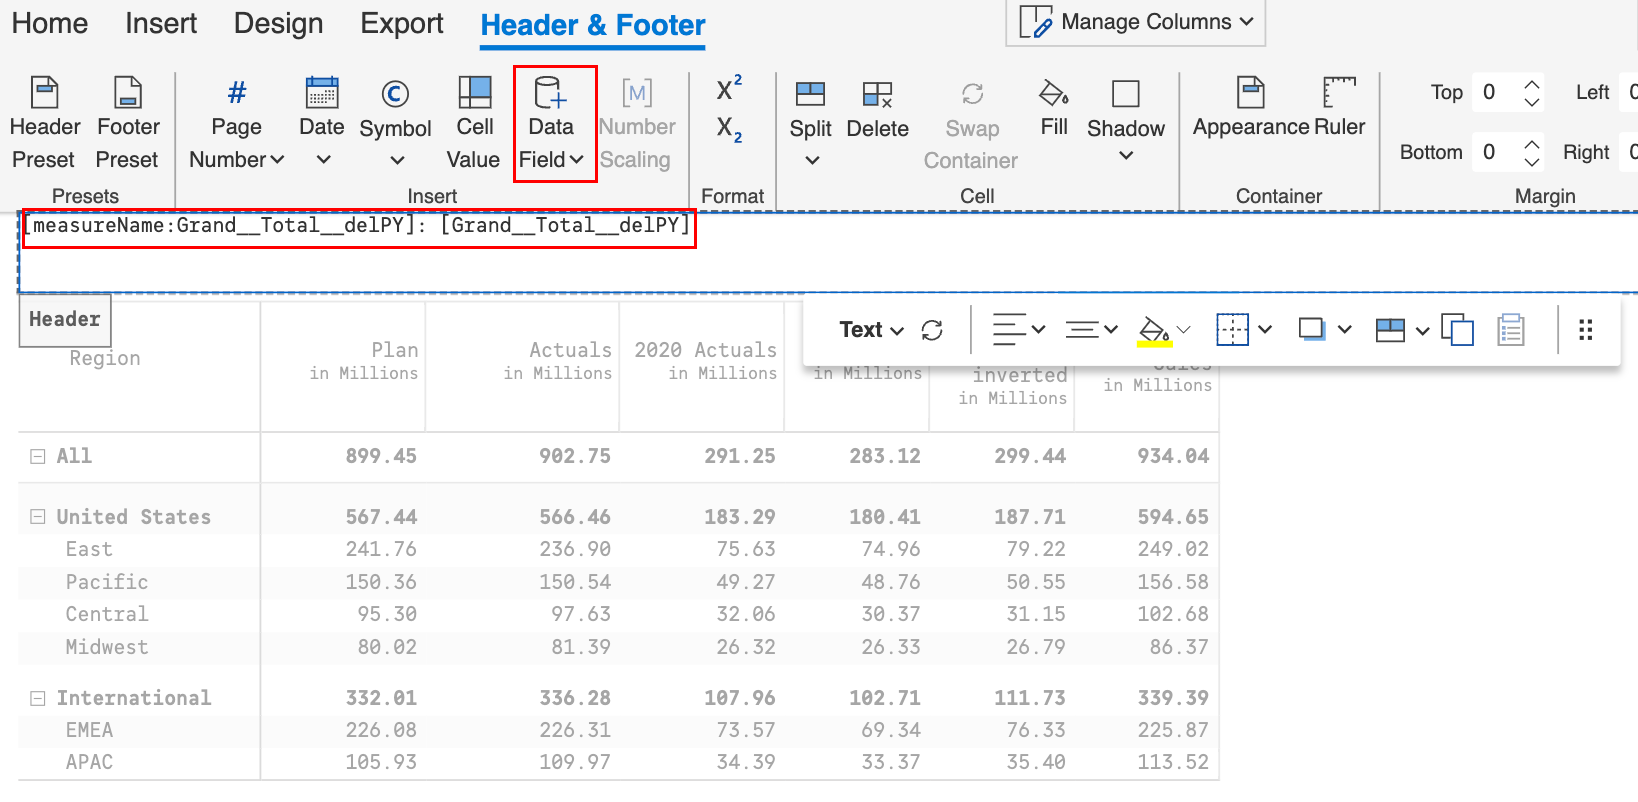 Home Insert Design Export Header & Footer Manage Columns
Header Preset Footer Preset Page Number Date Symbol Cell Value Data Field Number Scaling Split Delete Swap Container Fill Shadow Appearance Ruler
[M]
X2
X2
Top 0 Left 0
Bottom 0 Right 0
Presets Insert Format Cell Container Margin
[measureName:Grand__Total__delPY]: [Grand__Total__delPY]
Header
Text
Region Plan Actuals 2020 Actuals
in Millions in Millions in Millions in Millions inverted in Millions in Millions
All 899.45 902.75 291.25 283.12 299.44 934.04
United States 567.44 566.46 183.29 180.41 187.71 594.65
East 241.76 236.90 75.63 74.96 79.22 249.02
Pacific 150.36 150.54 49.27 48.76 50.55 156.58
Central 95.30 97.63 32.06 30.37 31.15 102.68
Midwest 80.02 81.39 26.32 26.33 26.79 86.37
International 332.01 336.28 107.96 102.71 111.73 339.39
EMEA 226.08 226.31 73.57 69.34 76.33 225.87
APAC 105.93 109.97 34.39 33.37 35.40 113.52